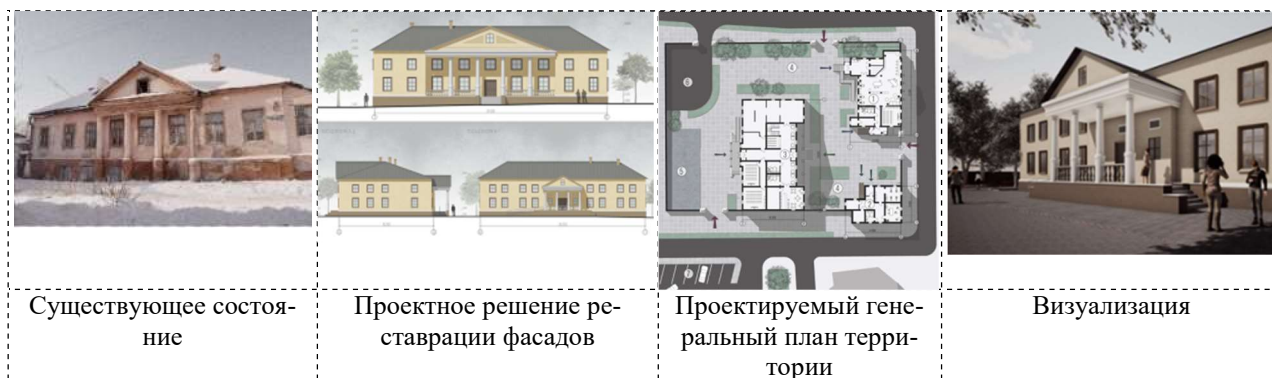 Существующее состоя-
ние
Проектное решение ре-
ставрации фасадов
Проектируемый гене-
ральный план терри-
тории
Визуализация